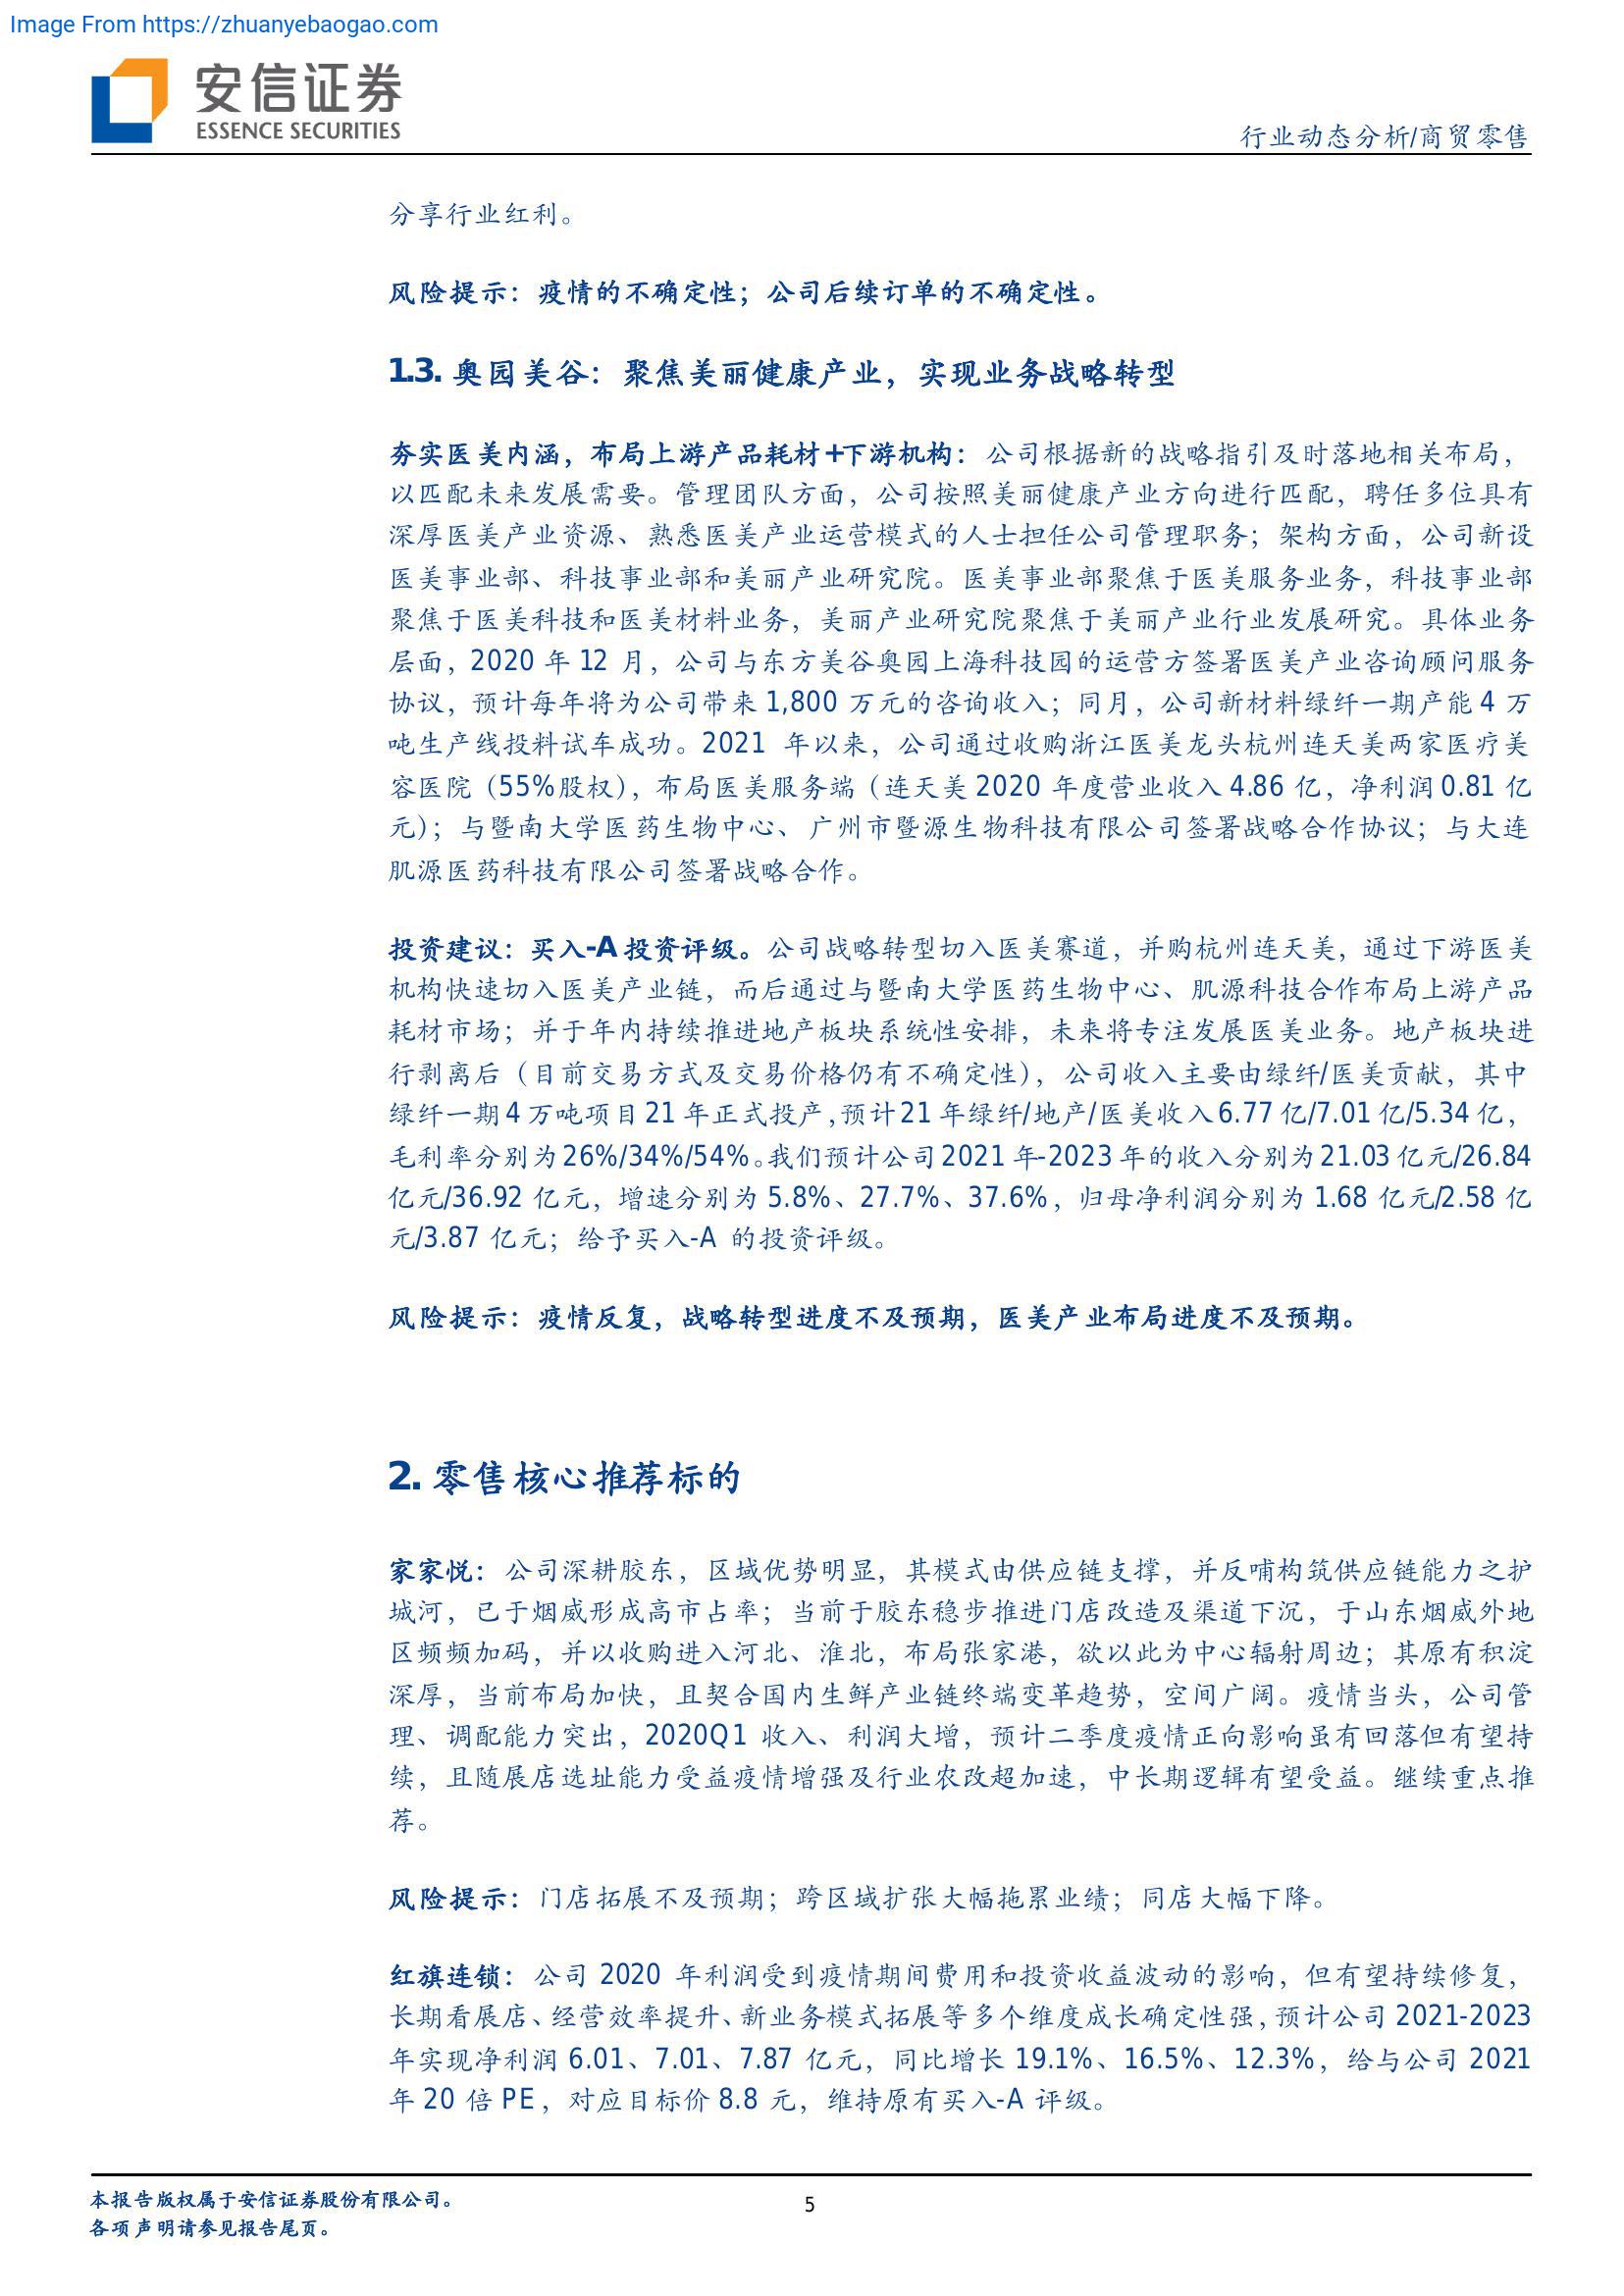 Image From https://zhuanyebaogao.com
安信证券
ESSENCE SECURITIES
行业动态分析/商贸零售
分享行业红利。
风险提示：疫情的不确定性；公司后续订单的不确定性。
1.3. 奥园美谷：聚焦美丽健康产业，实现业务战略转型
夯实医美内涵，布局上游产品耗材+下游机构：公司根据新的战略指引及时落地相关布局，
以匹配未来发展需要。管理团队方面，公司按照美丽健康产业方向进行匹配，聘任多位具有
深厚医美产业资源、熟悉医美产业运营模式的人士担任公司管理职务；架构方面，公司新设
医美事业部、科技事业部和美丽产业研究院。医美事业部聚焦于医美服务业务，科技事业部
聚焦于医美科技和医美材料业务，美丽产业研究院聚焦于美丽产业行业发展研究。具体业务
层面，2020 年 12 月，公司与东方美谷奥园上海科技园的运营方签署医美产业咨询顾问服务
协议，预计每年将为公司带来 1,800 万元的咨询收入；同月，公司新材料绿纤一期产能 4 万
吨生产线投料试车成功。2021 年以来，公司通过收购浙江医美龙头杭州连天美两家医疗美
容医院（55%股权），布局医美服务端（连天美 2020 年度营业收入 4.86 亿，净利润 0.81 亿
元）；与暨南大学医药生物中心、广州市暨源生物科技有限公司签署战略合作协议；与大连
肌源医药科技有限公司签署战略合作。
投资建议：买入-A 投资评级。公司战略转型切入医美赛道，并购杭州连天美，通过下游医美
机构快速切入医美产业链，而后通过与暨南大学医药生物中心、肌源科技合作布局上游产品
耗材市场；并于年内持续推进地产板块系统性安排，未来将专注发展医美业务。地产板块进
行剥离后（目前交易方式及交易价格仍有不确定性），公司收入主要由绿纤/医美贡献，其中
绿纤一期 4 万吨项目 21 年正式投产，预计 21 年绿纤/地产/医美收入 6.77 亿/7.01 亿/5.34 亿，
毛利率分别为 26%/34%/54%。我们预计公司 2021 年-2023 年的收入分别为 21.03 亿元/26.84
亿元/36.92 亿元，增速分别为 5.8%、27.7%、37.6%，归母净利润分别为 1.68 亿元/2.58 亿
元/3.87 亿元；给予买入-A 的投资评级。
风险提示：疫情反复，战略转型进度不及预期，医美产业布局进度不及预期。
2. 零售核心推荐标的
家家悦：公司深耕胶东，区域优势明显，其模式由供应链支撑，并反哺构筑供应链能力之护
城河，已于烟威形成高市占率；当前于胶东稳步推进门店改造及渠道下沉，于山东烟威外地
区频频加码，并以收购进入河北、淮北，布局张家港，欲以此为中心辐射周边；其原有积淀
深厚，当前布局加快，且契合国内生鲜产业链终端变革趋势，空间广阔。疫情当头，公司管
理、调配能力突出，2020Q1 收入、利润大增，预计二季度疫情正向影响虽有回落但有望持
续，且随展店选址能力受益疫情增强及行业农改超加速，中长期逻辑有望受益。继续重点推
荐。
风险提示：门店拓展不及预期；跨区域扩张大幅拖累业绩；同店大幅下降。
红旗连锁：公司 2020 年利润受到疫情期间费用和投资收益波动的影响，但有望持续修复，
长期看展店、经营效率提升、新业务模式拓展等多个维度成长确定性强，预计公司 2021-2023
年实现净利润 6.01、7.01、7.87 亿元，同比增长 19.1%、16.5%、12.3%，给与公司 2021
年 20 倍 PE，对应目标价 8.8 元，维持原有买入-A 评级。
本报告版权属于安信证券股份有限公司。
5
各项声明请参见报告尾页。